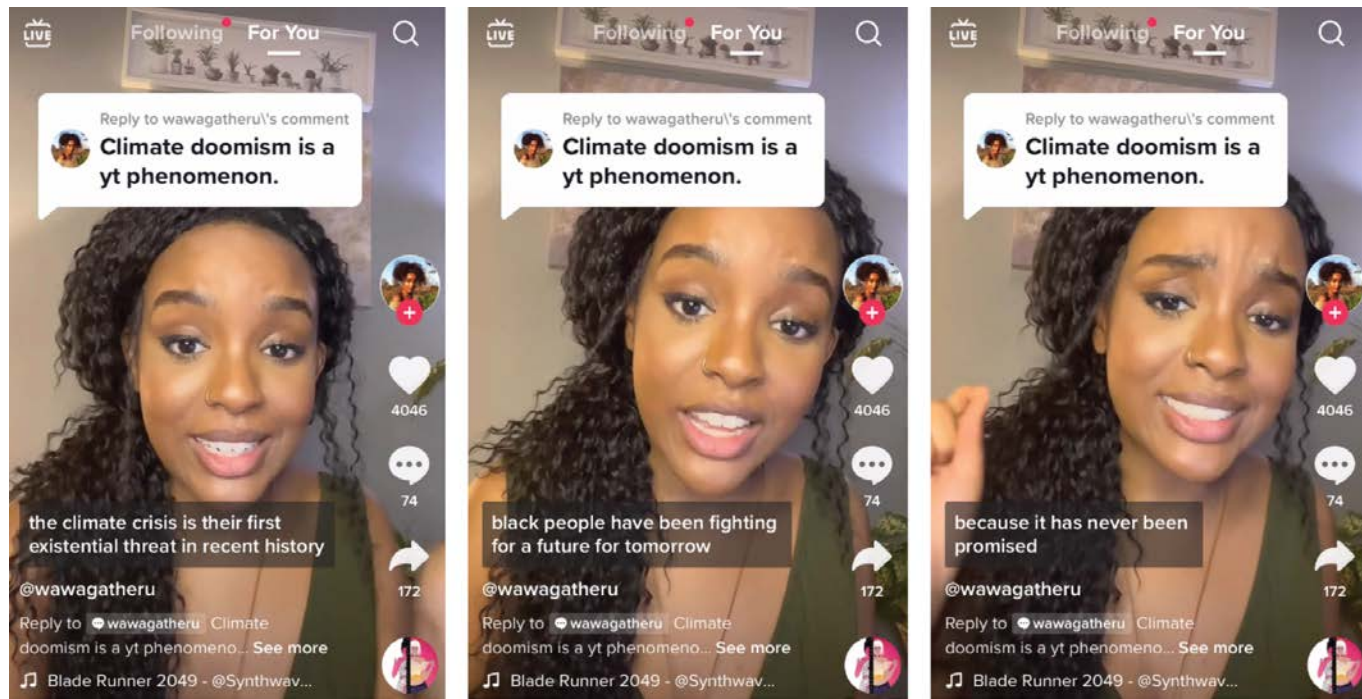 LIVE
Following For You
Reply to wawagatheru\'s comment
Climate doomism is a
yt phenomenon.
4046
74
the climate crisis is their first
existential threat in recent history
@wawagatheru
172
Reply to wawagatheru Climate
doomism is a yt phenomeno... See more
Blade Runner 2049 - @Synthwav...
LIVE
Following For You
Reply to wawagatheru\'s comment
Climate doomism is a
yt phenomenon.
4046
74
black people have been fighting
for a future for tomorrow
@wawagatheru
172
Reply to wawagatheru Climate
doomism is a yt phenomeno... See more
Blade Runner 2049 - @Synthwav...
LIVE
Following For You
Reply to wawagatheru\'s comment
Climate doomism is a
yt phenomenon.
4046
74
because it has never been
promised
@wawagatheru
172
Reply to wawagatheru Climate
doomism is a yt phenomeno... See more
Blade Runner 2049 - @Synthwav...